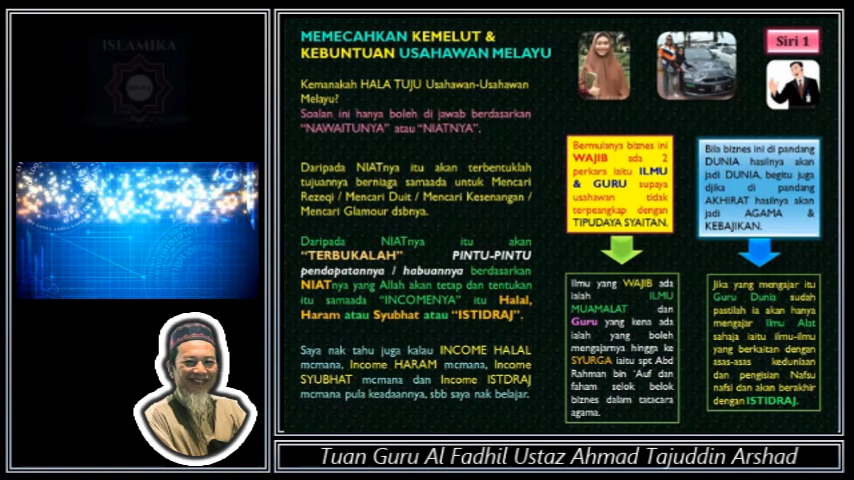 ISLAMIKA
MEMECAHKAN KEMELUT &
KEBUNTUAN USAHAWAN MELAYU
Siri 1
Kemanakah HALA TUJU Usahawan-Usahawan
Melayu?
Soalan ini hanya boleh di jawab berdasarkan
“NAWAITUNYA” atau “NIATNYA”.
Daripada NIATnya itu akan terbentuklah
tujuannya berniaga samaada untuk Mencari
Rezeqi / Mencari Duit / Mencari Kesenangan /
Mencari Glamour dsbnya.
Daripada NIATnya itu akan
“TERBUKALAH” PINTU-PINTU
pendapatannya / habuannya berdasarkan
NIATnya yang Allah akan tetap dan tentukan
itu samaada “INCOMENYA” itu Halal,
Haram atau Syubhat atau “ISTIDRAJ”.
Saya nak tahu juga kalau INCOME HALAL
mcmana, Income HARAM mcmana, Income
SYUBHAT mcmana dan Income ISTDRAJ
mcmana pula keadaannya, sbb saya nak belajar.
Bermulanya biznes ini
WAJIB ada 2
perkara iaitu ILMU
& GURU supaya
usahawan tidak
terpeangkap dengan
TIPUDAYA SYAITAN.
Bila biznes ini di pandang
DUNIA hasilnya akan
jadi DUNIA, begitu juga
djika di pandang
AKHIRAT hasilnya akan
jadi AGAMA &
KEBAJIKAN.
Ilmu yang WAJIB ada
ialah ILMU
MUAMALAT dan
Guru yang kena ada
ialah yang boleh
mengajarnya hingga ke
SYURGA iaitu spt Abd
Rahman bin ‘Auf dan
faham selok belok
biznes dalam tatacara
agama.
Jika yang mengajar itu
Guru Dunia sudah
pastilah ia akan hanya
mengajar Ilmu Alat
sahaja iaitu ilmu-ilmu
yang berkaitan dengan
asas-asas keduniaan
dan pengisian Nafsu
nafsi dan akan berakhir
dengan ISTIDRAJ.
Tuan Guru Al Fadhil Ustaz Ahmad Tajuddin Arshad